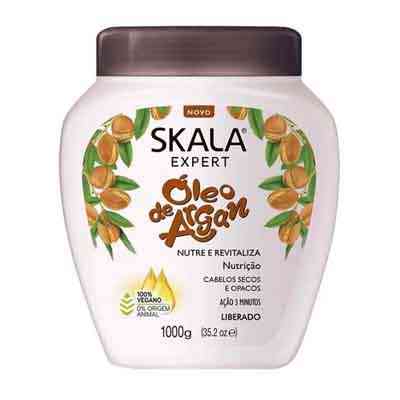 NOVO
SKALA
EXPERT
Óleo
de Argan
NUTRE E REVITALIZA
Nutrição
CABELOS SECOS
E OPACOS
AÇÃO 3 MINUTOS
LIBERADO
100%
VEGANO
0% ORIGEM
ANIMAL
1000g (35.2 oz℮)